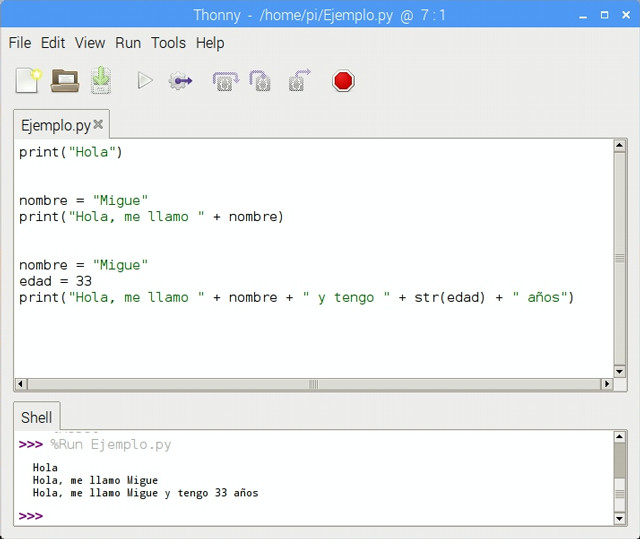 Thonny - /home/pi/Ejemplo.py @ 7 : 1
File Edit View Run Tools Help
Ejemplo.py
print("Hola")
nombre = "Migue"
print("Hola, me llamo " + nombre)
nombre = "Migue"
edad = 33
print("Hola, me llamo " + nombre + " y tengo " + str(edad) + " años")
Shell
>>> %Run Ejemplo.py
Hola
Hola, me llamo Migue
Hola, me llamo Migue y tengo 33 años
>>>